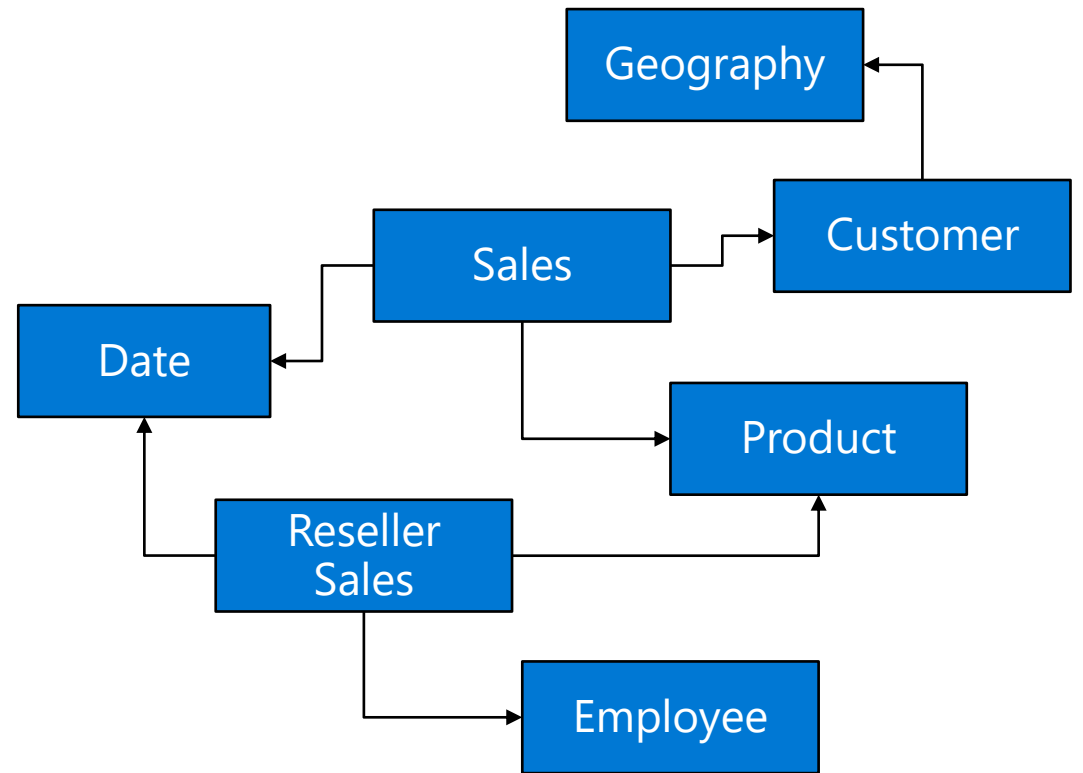 Geography
Customer
Sales
Date
Product
Reseller
Sales
Employee